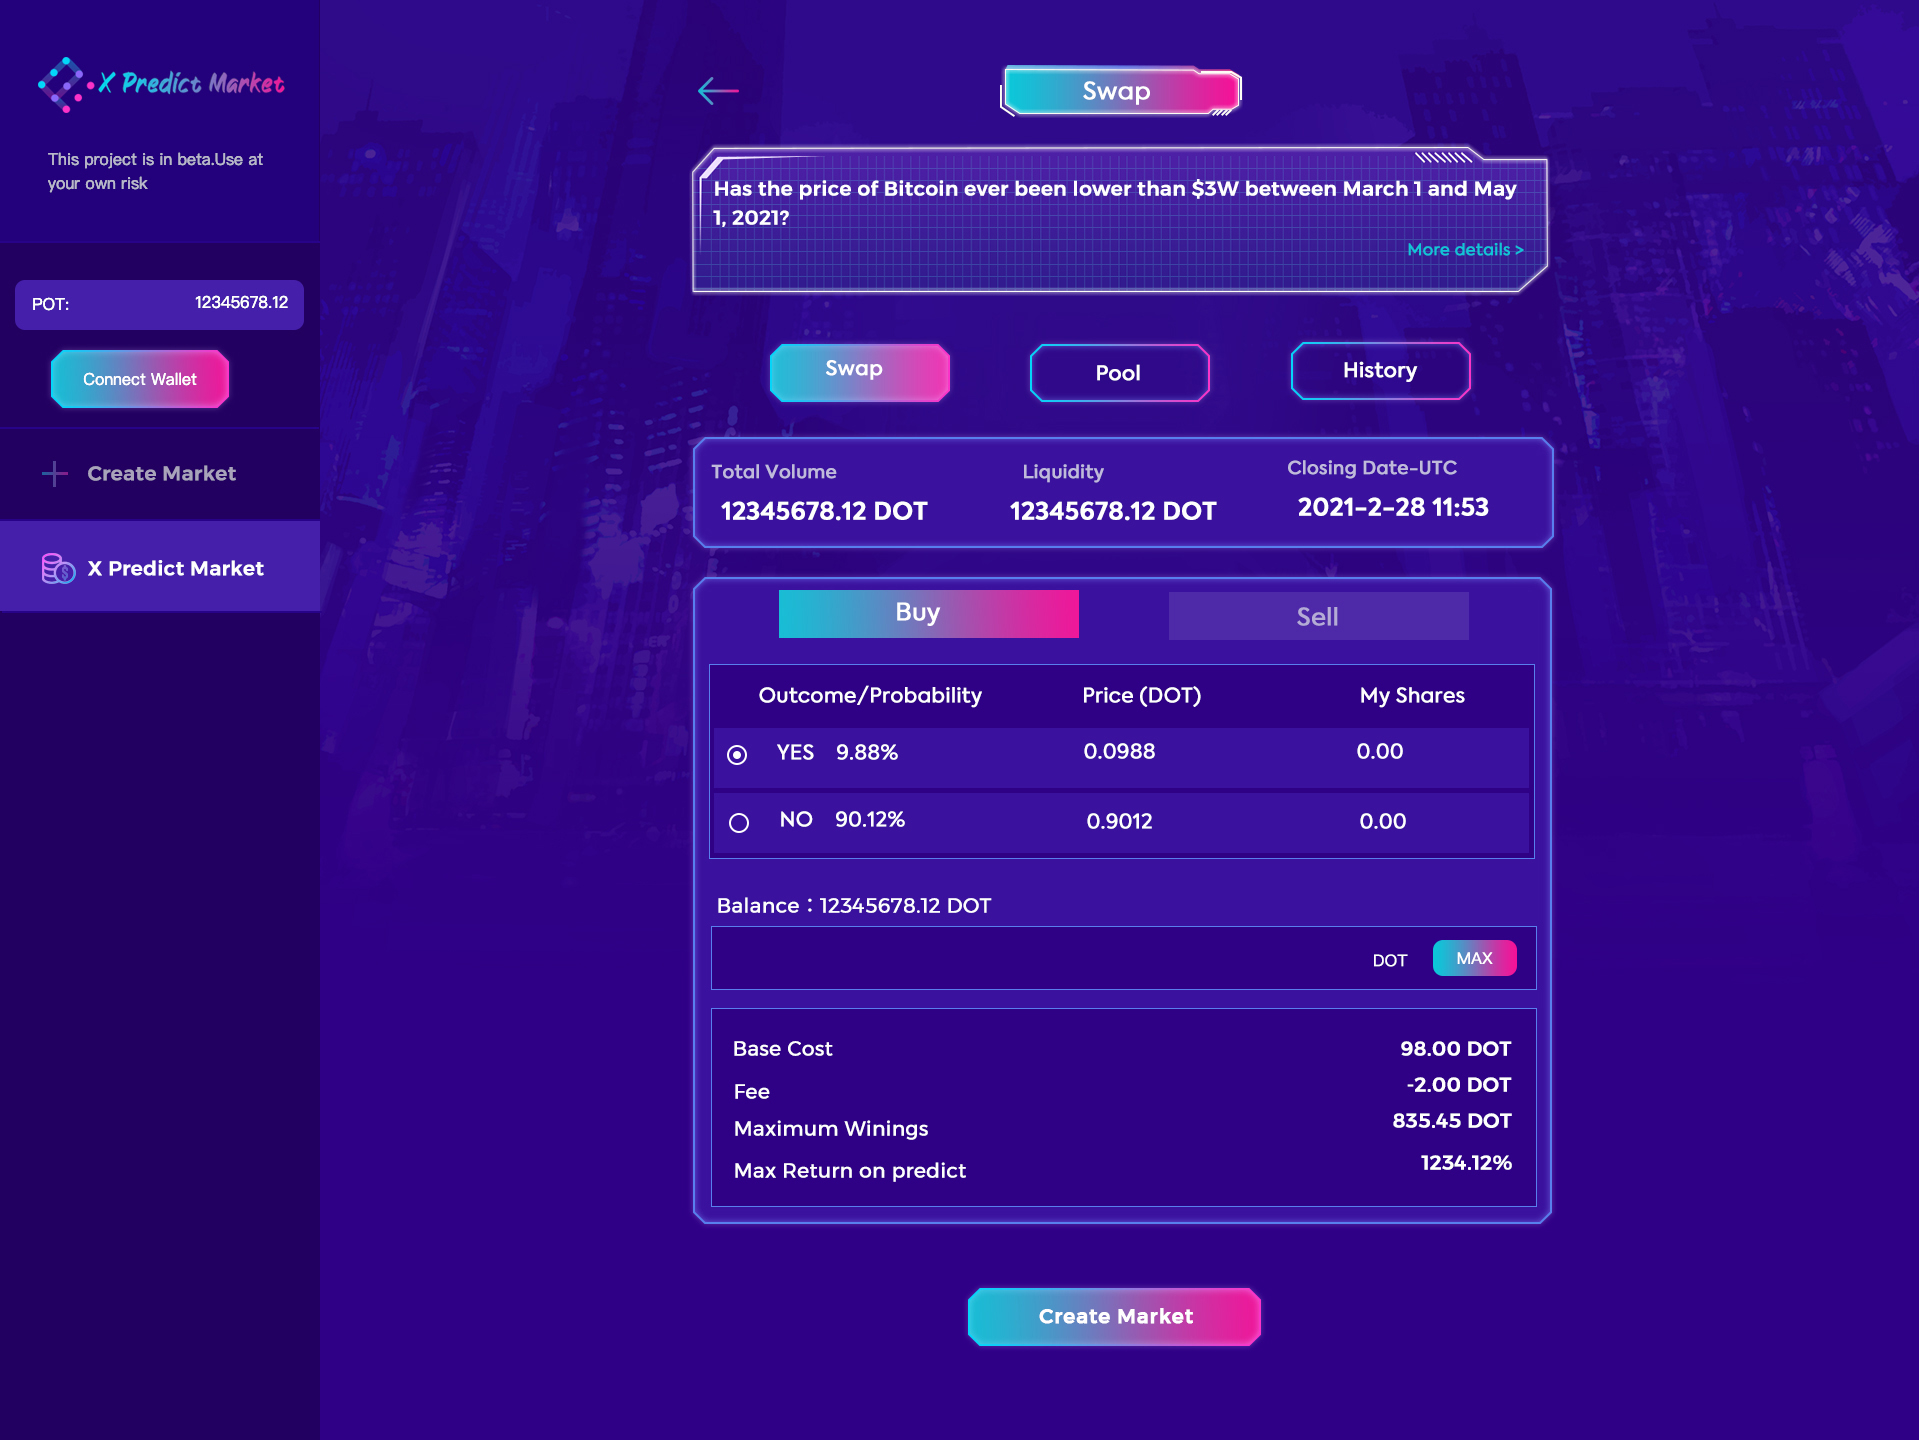 X Predict Market
This project is in beta.Use at
your own risk
POT: 12345678.12
Connect Wallet
Create Market
X Predict Market
Swap
Has the price of Bitcoin ever been lower than $3W between March 1 and May
1, 2021?
More details >
Swap Pool History
Total Volume Liquidity Closing Date-UTC
12345678.12 DOT 12345678.12 DOT 2021-2-28 11:53
Buy Sell
Outcome/Probability Price (DOT) My Shares
YES 9.88% 0.0988 0.00
NO 90.12% 0.9012 0.00
Balance：12345678.12 DOT
DOT MAX
Base Cost 98.00 DOT
Fee -2.00 DOT
Maximum Winings 835.45 DOT
Max Return on predict 1234.12%
Create Market